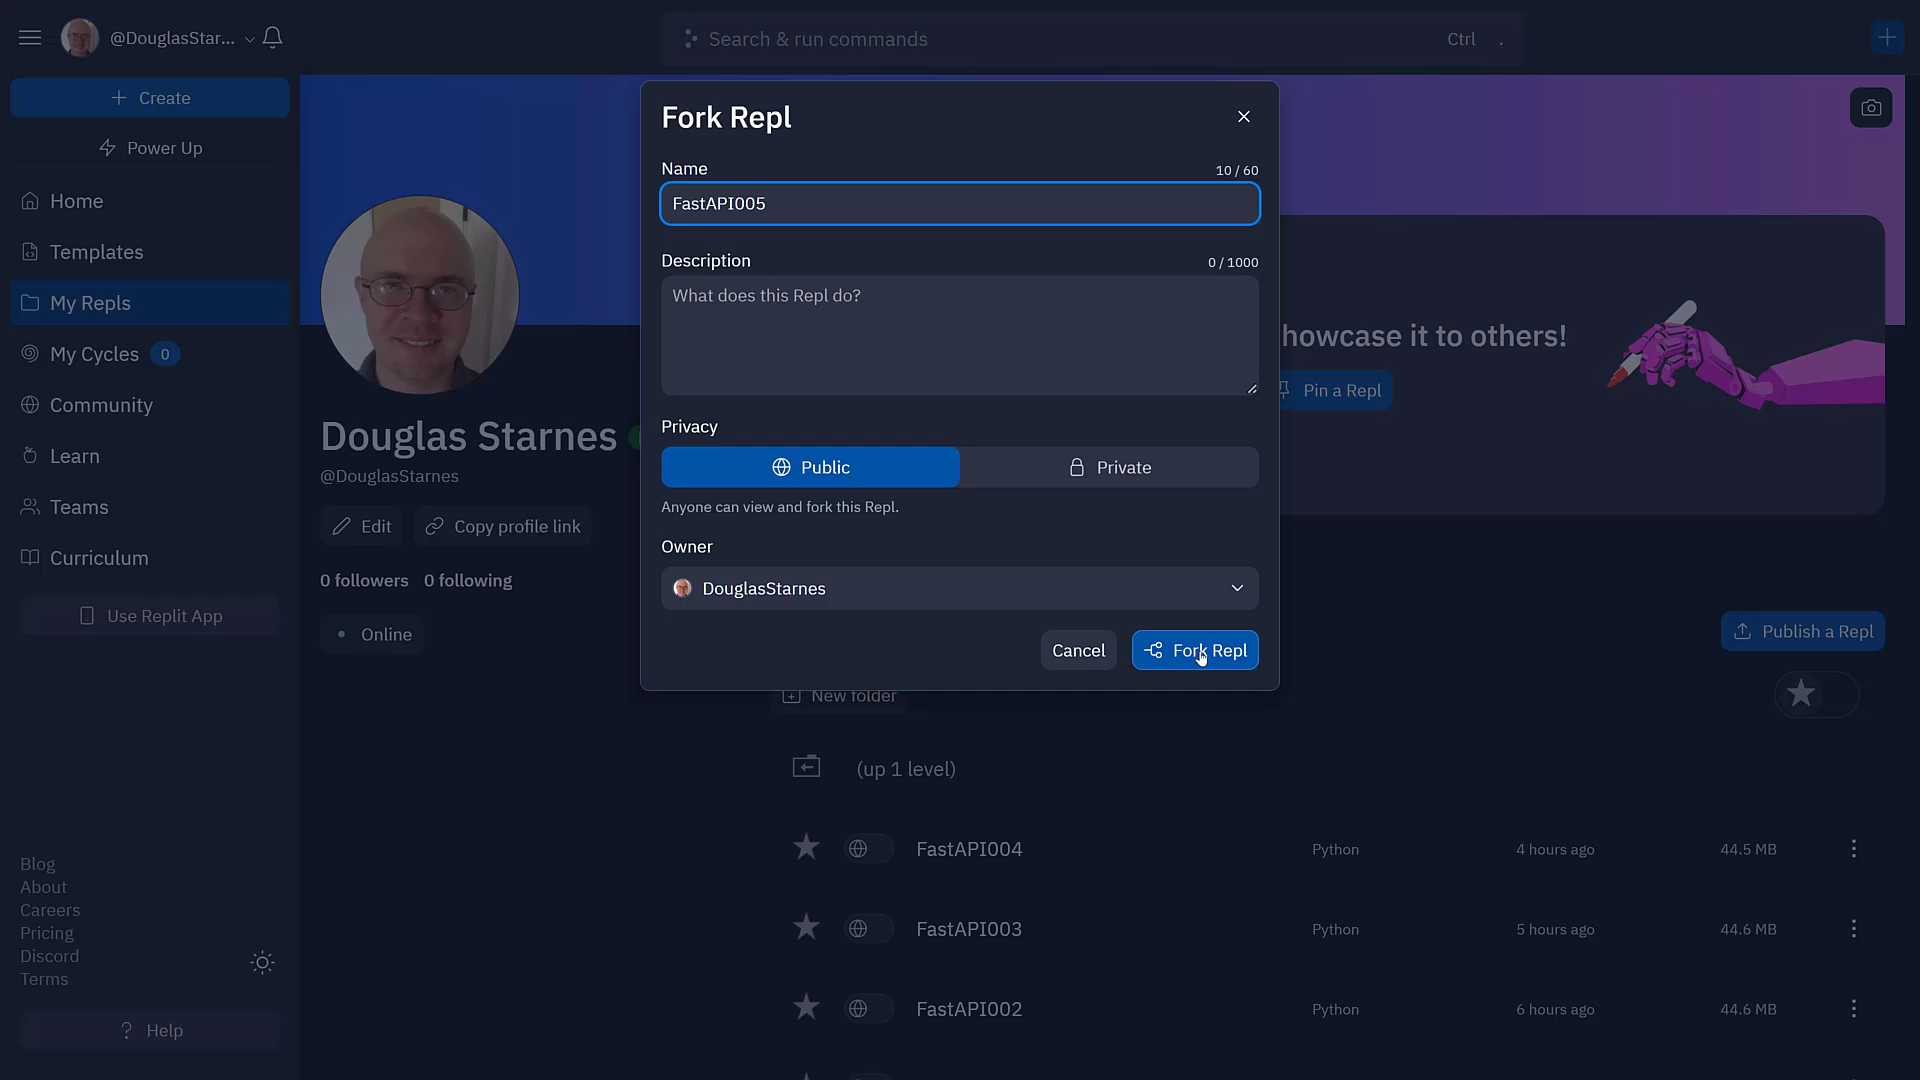 @DouglasStar...
Search & run commands
Ctrl .
Create
Power Up
Home
Templates
My Repls
My Cycles 0
Community
Learn
Teams
Curriculum
Use Replit App
Blog
About
Careers
Pricing
Discord
Terms
? Help
Douglas Starnes
@DouglasStarnes
Edit
Copy profile link
0 followers 0 following
Online
Fork Repl
Name
10 / 60
FastAPI005
Description
0 / 1000
What does this Repl do?
Privacy
Public
Private
Anyone can view and fork this Repl.
Owner
DouglasStarnes
Cancel
Fork Repl
howcase it to others!
Pin a Repl
Publish a Repl
New folder
(up 1 level)
FastAPI004 Python 4 hours ago 44.5 MB
FastAPI003 Python 5 hours ago 44.6 MB
FastAPI002 Python 6 hours ago 44.6 MB